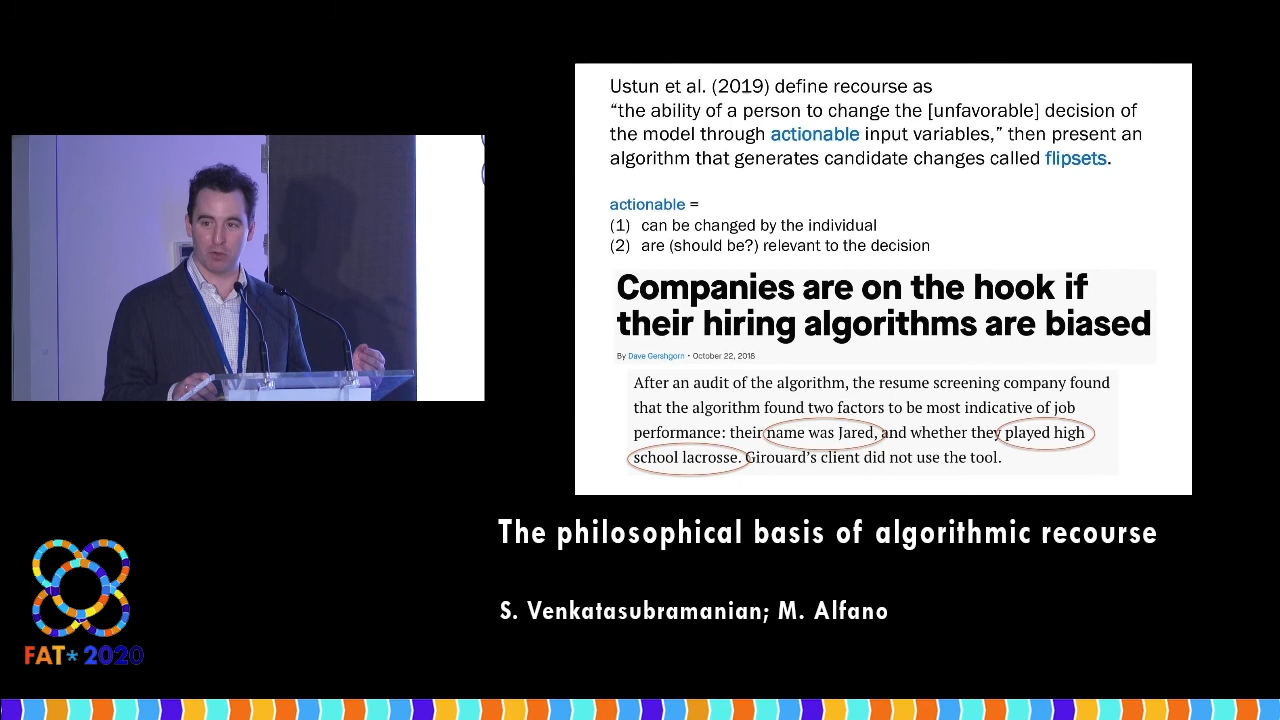 Ustun et al. (2019) define recourse as
“the ability of a person to change the [unfavorable] decision of
the model through actionable input variables,” then present an
algorithm that generates candidate changes called flipsets.
actionable =
(1) can be changed by the individual
(2) are (should be?) relevant to the decision
Companies are on the hook if
their hiring algorithms are biased
By Dave Gershgorn • October 22, 2018
After an audit of the algorithm, the resume screening company found
that the algorithm found two factors to be most indicative of job
performance: their name was Jared, and whether they played high
school lacrosse. Girouard’s client did not use the tool.
The philosophical basis of algorithmic recourse
S. Venkatasubramanian; M. Alfano
FAT* 2020